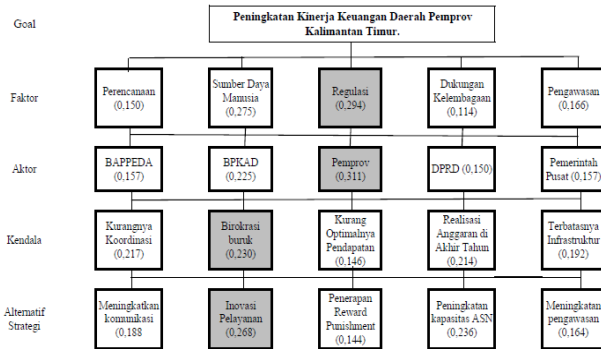 Goal
Peningkatan Kinerja Keuangan Daerah Pemprov
Kalimantan Timur.
Faktor
Perencanaan
(0,150)
Sumber Daya
Manusia
(0,275)
Regulasi
(0,294)
Dukungan
Kelembagaan
(0,114)
Pengawasan
(0,166)
Aktor
BAPPEDA
(0,157)
BPKAD
(0,225)
Pemprov
(0,311)
DPRD (0,150)
Pemerintah
Pusat (0,157)
Kendala
Kurangnya
Koordinasi
(0,217)
Birokrasi
buruk
(0,230)
Kurang
Optimalnya
Pendapatan
(0,146)
Realisasi
Anggaran di
Akhir Tahun
(0,214)
Terbatasnya
Infrastruktur
(0,192)
Alternatif
Strategi
Meningkatkan
komunikasi
(0,188
Inovasi
Pelayanan
(0,268)
Penerapan
Reward
Punishment
(0,144)
Peningkatan
kapasitas ASN
(0,236)
Meningkatan
pengawasan
(0,164)